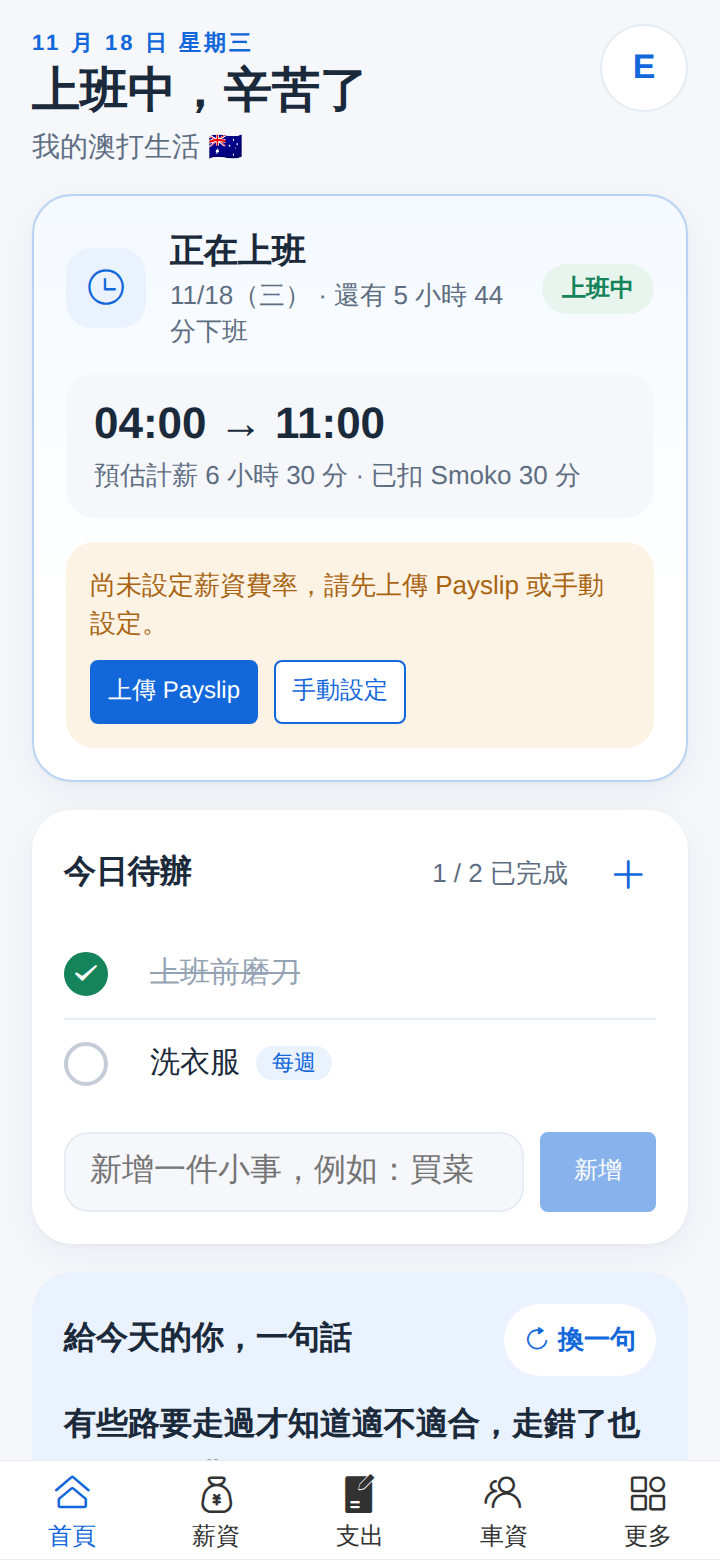 11 月 18 日 星期三
上班中，辛苦了
我的澳打生活 🇦🇺
E
正在上班
11/18（三） · 還有 5 小時 44
分下班
上班中
04:00 → 11:00
預估計薪 6 小時 30 分 · 已扣 Smoko 30 分
尚未設定薪資費率，請先上傳 Payslip 或手動
設定。
上傳 Payslip
手動設定
今日待辦
1 / 2 已完成
上班前磨刀
洗衣服
每週
新增一件小事，例如：買菜
新增
給今天的你，一句話
換一句
有些路要走過才知道適不適合，走錯了也
首頁
薪資
支出
車資
更多